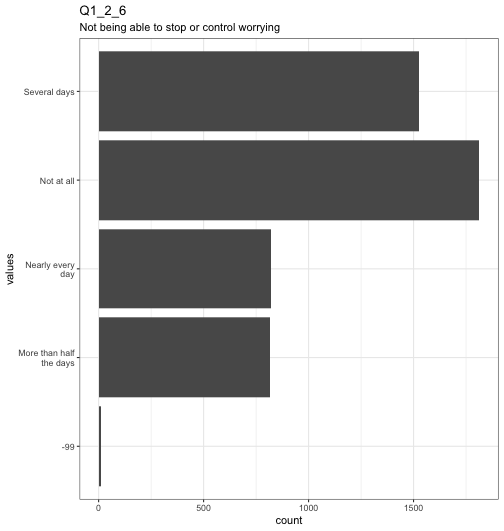 Q1_2_6
Not being able to stop or control worrying
Several days
Not at all
Nearly every
day
More than half
the days
-99
values
0
500
1000
1500
count